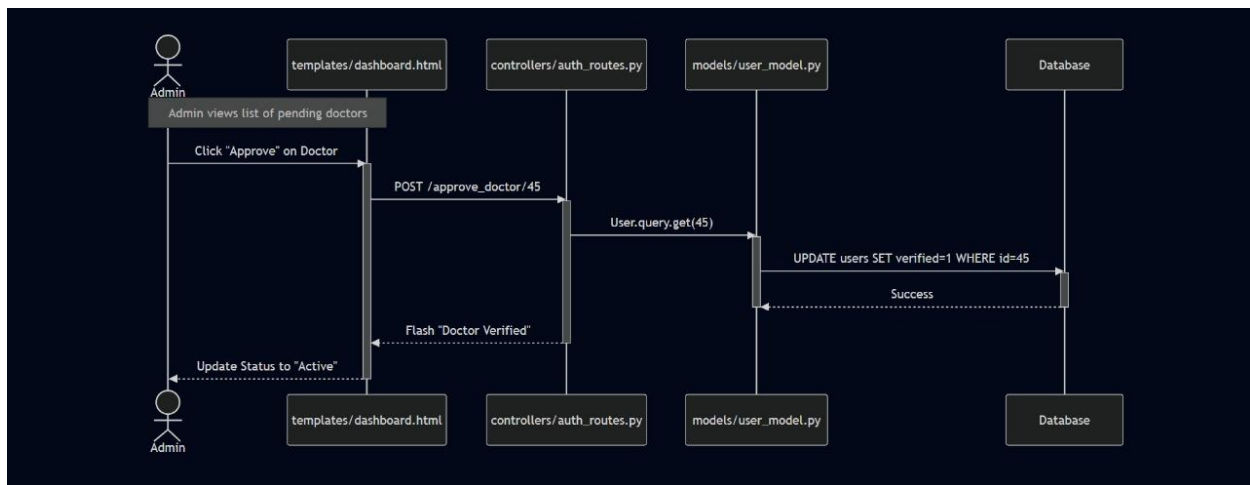 Admin
templates/dashboard.html
controllers/auth_routes.py
models/user_model.py
Database
Admin views list of pending doctors
Click "Approve" on Doctor
POST /approve_doctor/45
User.query.get(45)
UPDATE users SET verified=1 WHERE id=45
Success
Flash "Doctor Verified"
Update Status to "Active"
Admin
templates/dashboard.html
controllers/auth_routes.py
models/user_model.py
Database